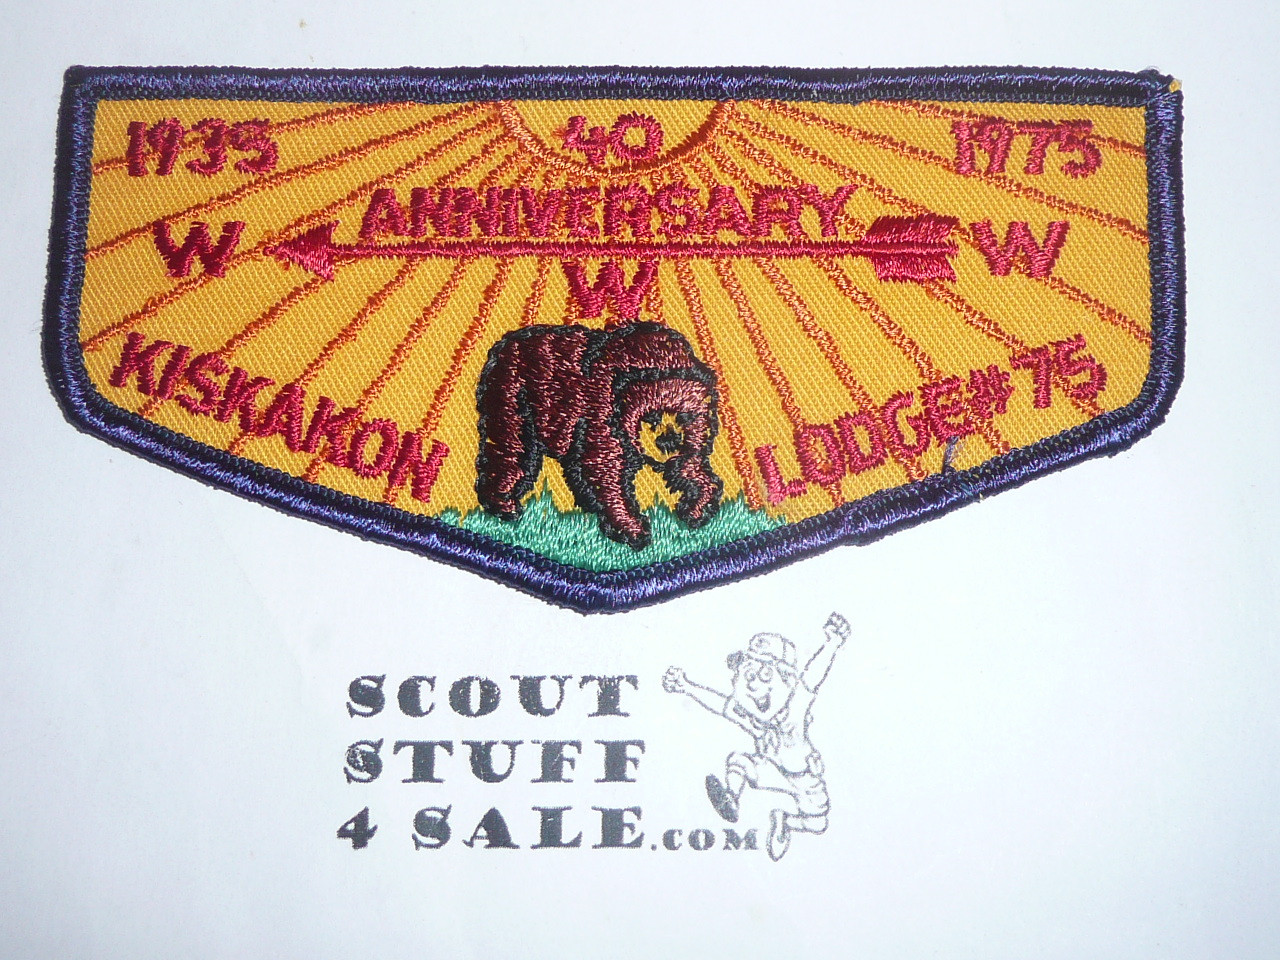 1935 40 1975
ANNIVERSARY
W W
W
KISKAKON LODGE # 75
SCOUT
STUFF
4 SALE.COM